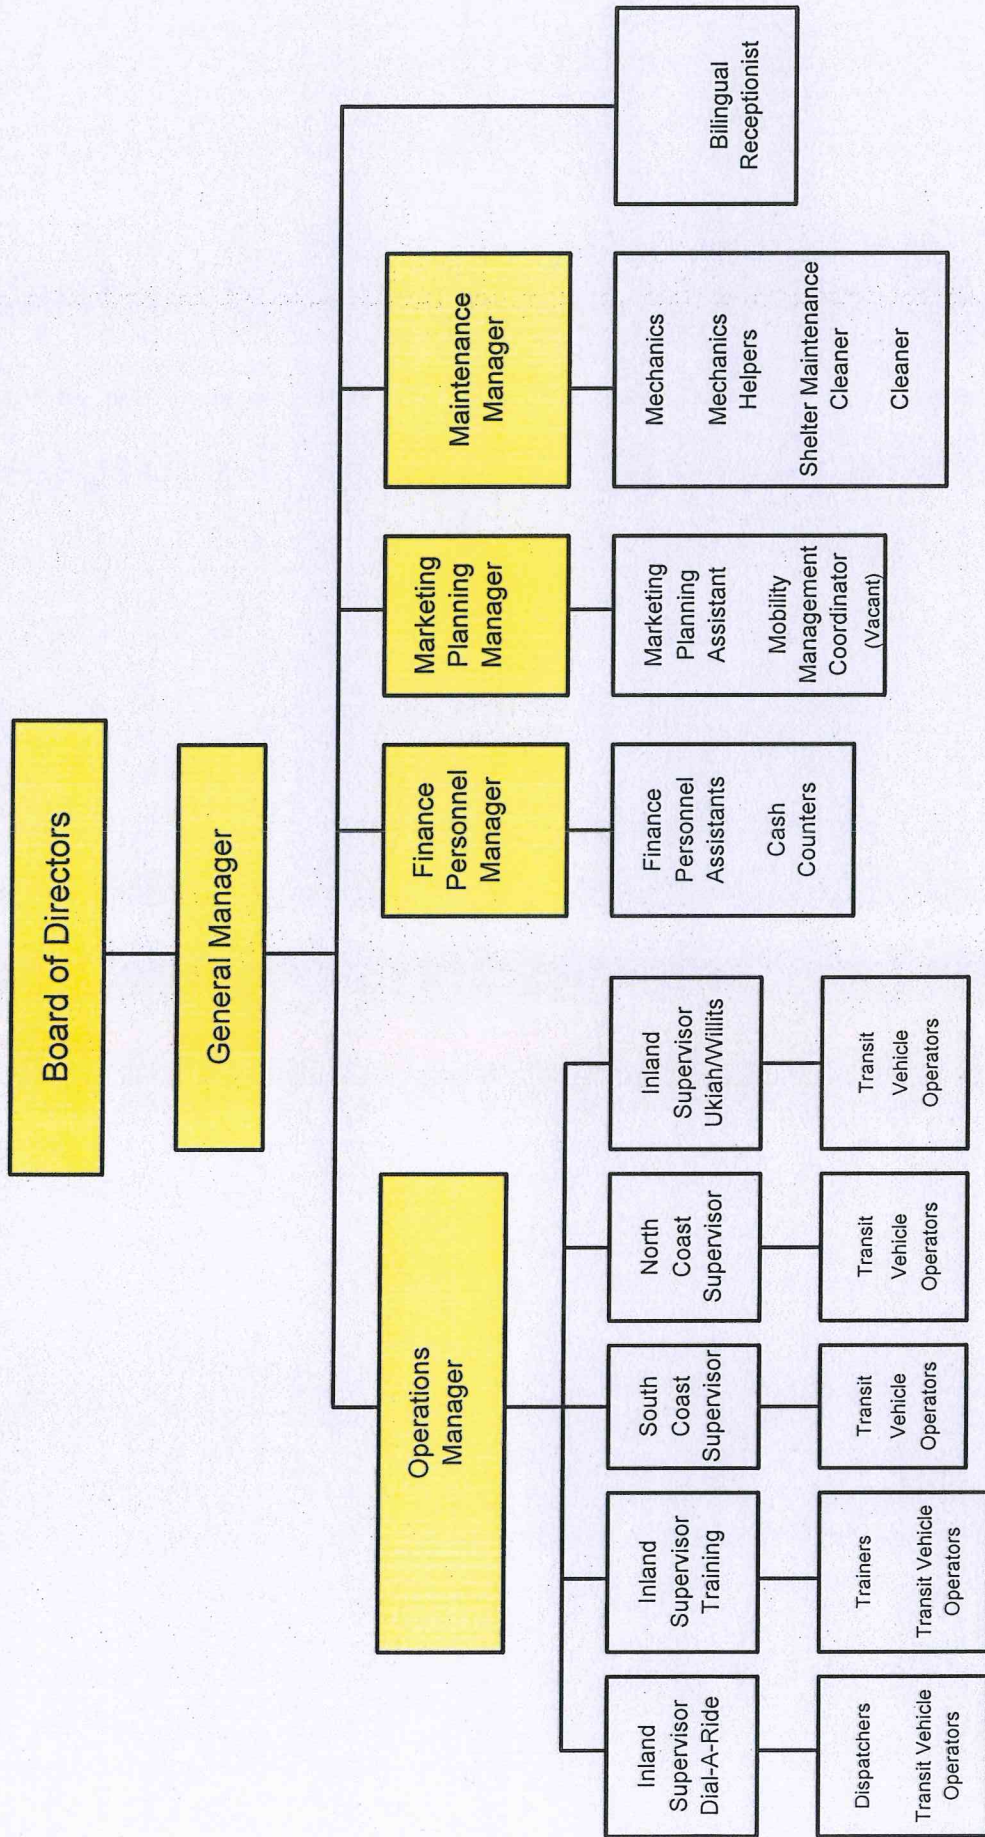 Board of Directors
General Manager
Operations
Manager
Finance
Personnel
Manager
Marketing
Planning
Manager
Maintenance
Manager
Bilingual
Receptionist
Inland
Supervisor
Dial-A-Ride
Inland
Supervisor
Training
South
Coast
Supervisor
North
Coast
Supervisor
Inland
Supervisor
Ukiah/Willits
Finance
Personnel
Assistants
Cash
Counters
Marketing
Planning
Assistant
Mobility
Management
Coordinator
(Vacant)
Mechanics
Mechanics
Helpers
Shelter Maintenance
Cleaner
Cleaner
Dispatchers
Transit Vehicle
Operators
Trainers
Transit Vehicle
Operators
Transit
Vehicle
Operators
Transit
Vehicle
Operators
Transit
Vehicle
Operators